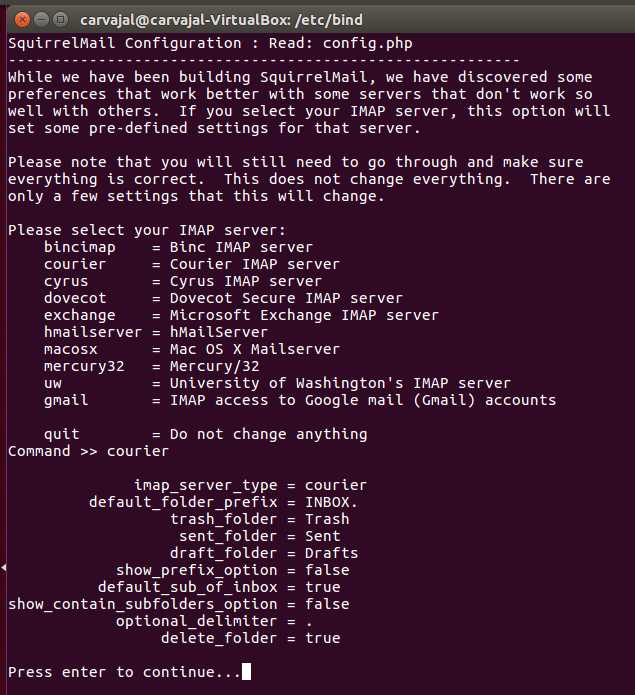 carvajal@carvajal-VirtualBox: /etc/bind
SquirrelMail Configuration : Read: config.php
---------------------------------------------------------
While we have been building SquirrelMail, we have discovered some
preferences that work better with some servers that don't work so
well with others.  If you select your IMAP server, this option will
set some pre-defined settings for that server.

Please note that you will still need to go through and make sure
everything is correct.  This does not change everything.  There are
only a few settings that this will change.

Please select your IMAP server:
    bincimap    = Binc IMAP server
    courier     = Courier IMAP server
    cyrus       = Cyrus IMAP server
    dovecot     = Dovecot Secure IMAP server
    exchange    = Microsoft Exchange IMAP server
    hmailserver = hMailServer
    macosx      = Mac OS X Mailserver
    mercury32   = Mercury/32
    uw          = University of Washington's IMAP server
    gmail       = IMAP access to Google mail (Gmail) accounts

    quit        = Do not change anything
Command >> courier

              imap_server_type = courier
         default_folder_prefix = INBOX.
                  trash_folder = Trash
                   sent_folder = Sent
                  draft_folder = Drafts
            show_prefix_option = false
          default_sub_of_inbox = true
show_contain_subfolders_option = false
            optional_delimiter = .
                 delete_folder = true

Press enter to continue...